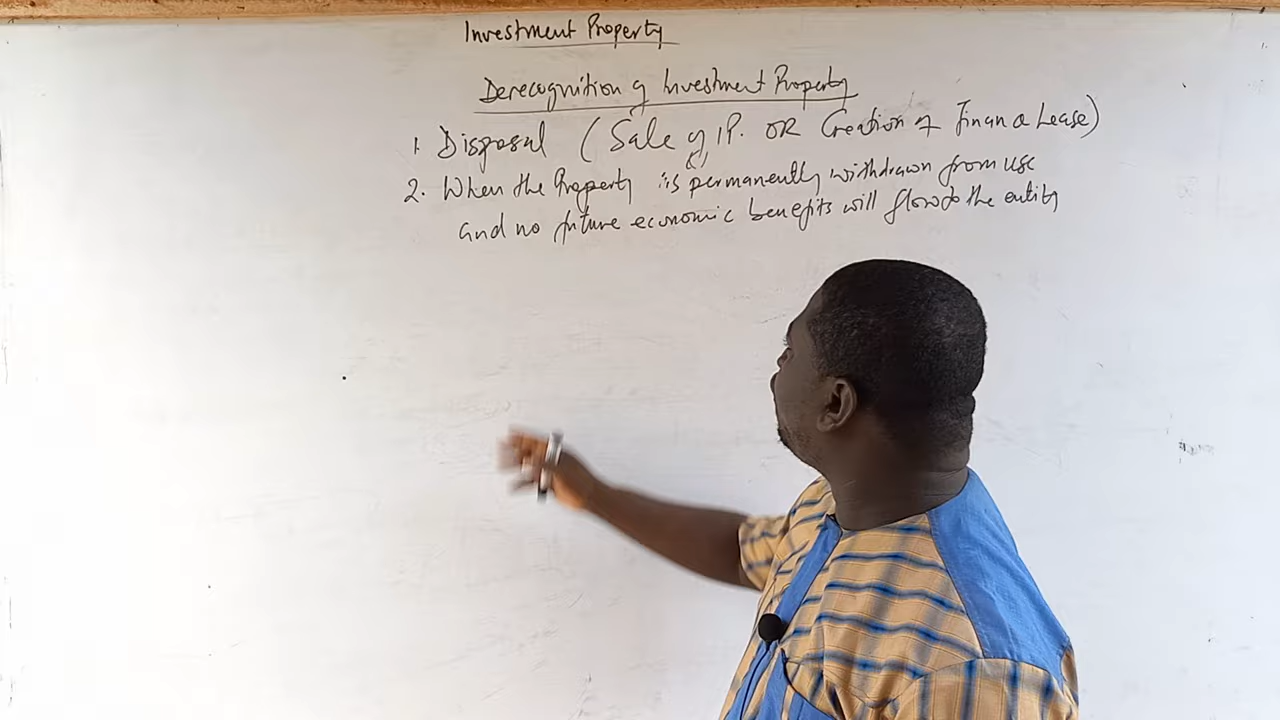 Investment Property
Derecognition of Investment Property
1. Disposal (Sale of IP. OR Creation of Finance Lease)
2. When the Property is permanently withdrawn from use
and no future economic benefits will flow to the entity